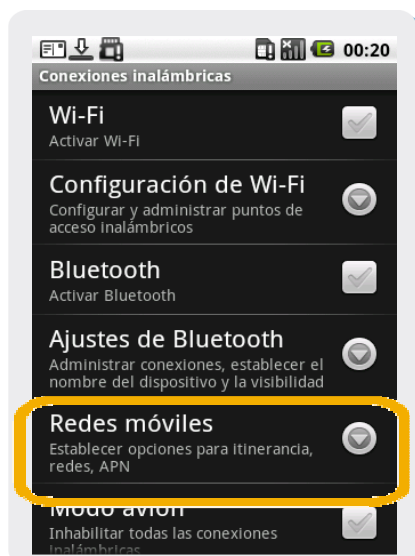 00:20
Conexiones inalámbricas
Wi-Fi
Activar Wi-Fi
Configuración de Wi-Fi
Configurar y administrar puntos de
acceso inalámbricos
Bluetooth
Activar Bluetooth
Ajustes de Bluetooth
Administrar conexiones, establecer el
nombre del dispositivo y la visibilidad
Redes móviles
Establecer opciones para itinerancia,
redes, APN
Modo avión
Inhabilitar todas las conexiones
inalámbricas